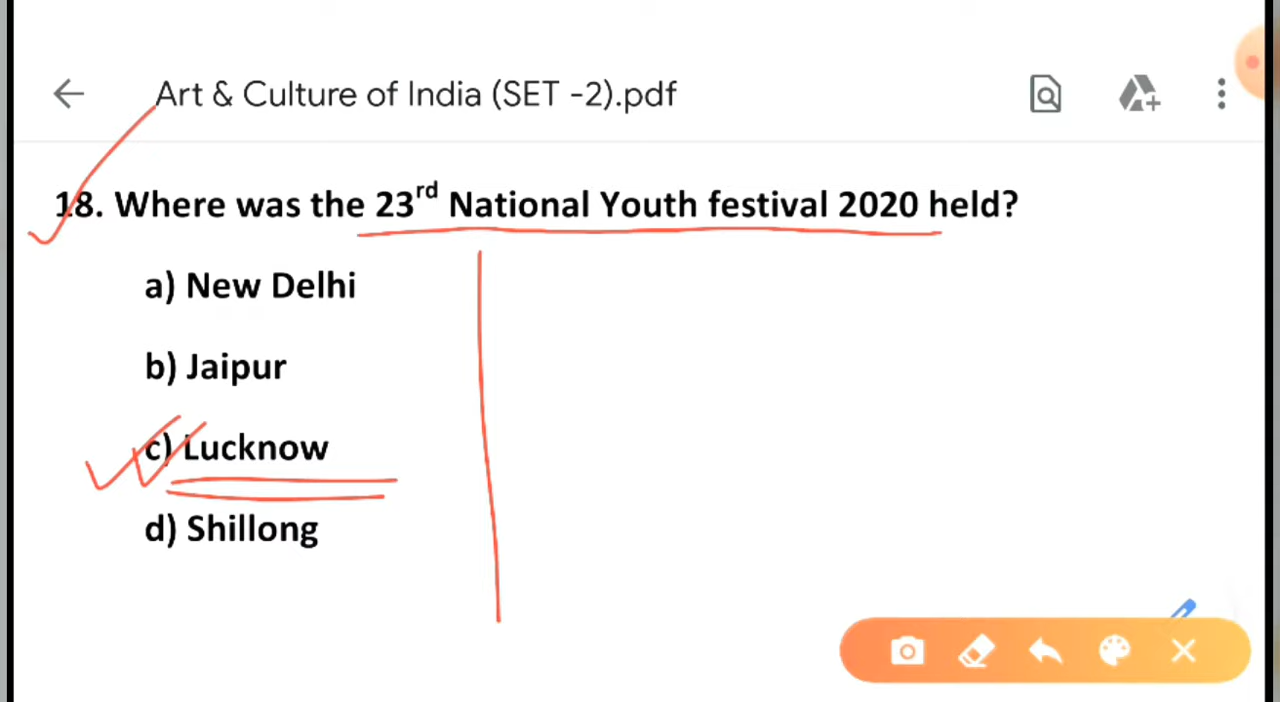 Art & Culture of India (SET -2).pdf
18. Where was the 23rd National Youth festival 2020 held?
a) New Delhi
b) Jaipur
c) Lucknow
d) Shillong